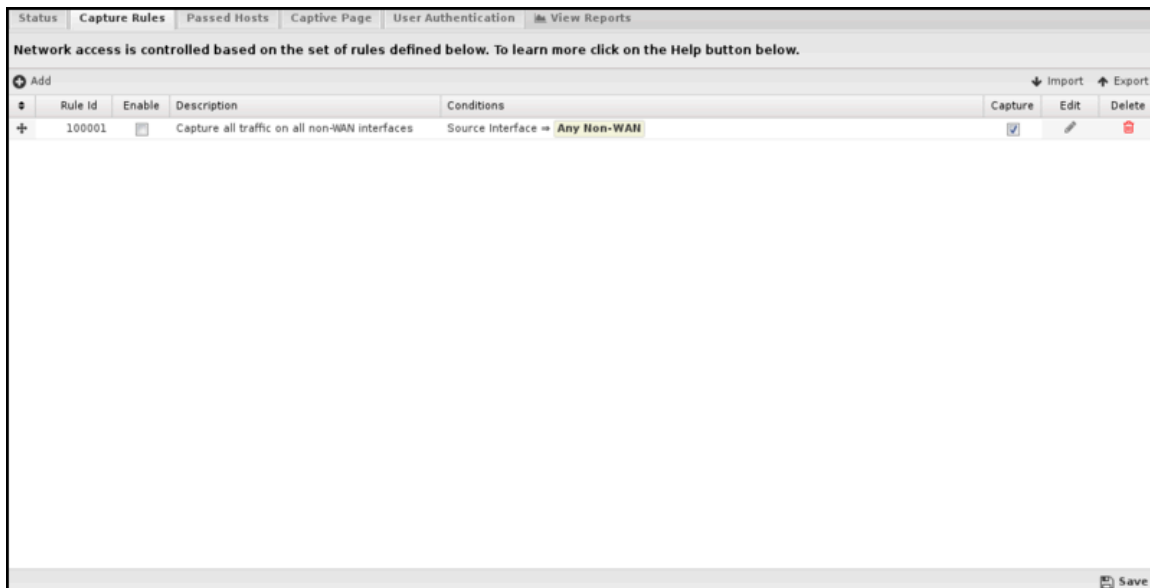 Status Capture Rules Passed Hosts Captive Page User Authentication View Reports
Network access is controlled based on the set of rules defined below. To learn more click on the Help button below.
Add Import Export
Rule Id Enable Description Conditions Capture Edit Delete
100001 Capture all traffic on all non-WAN interfaces Source Interface ⇒ Any Non-WAN
Save